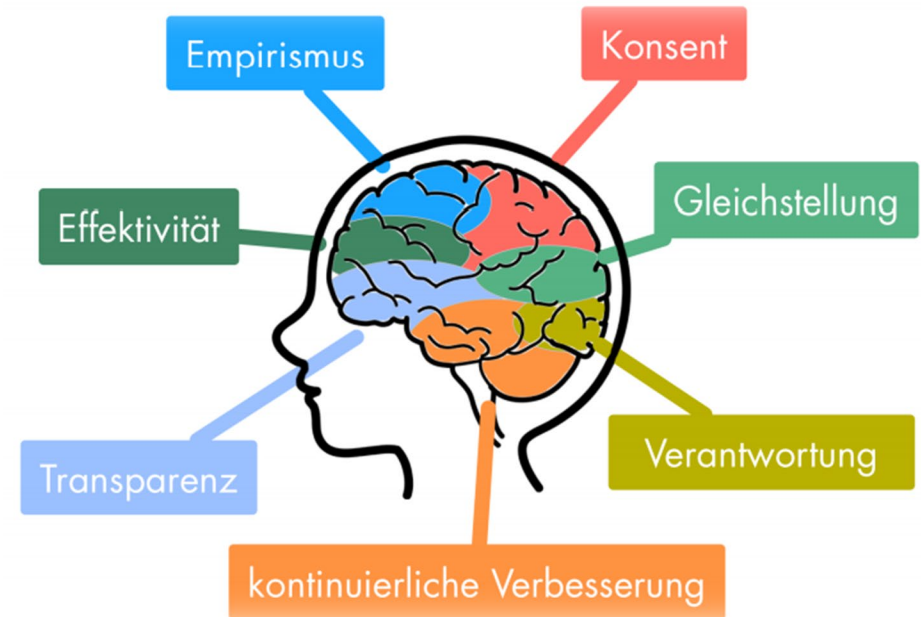 Empirismus
Konsent
Effektivität
Gleichstellung
Transparenz
Verantwortung
kontinuierliche Verbesserung